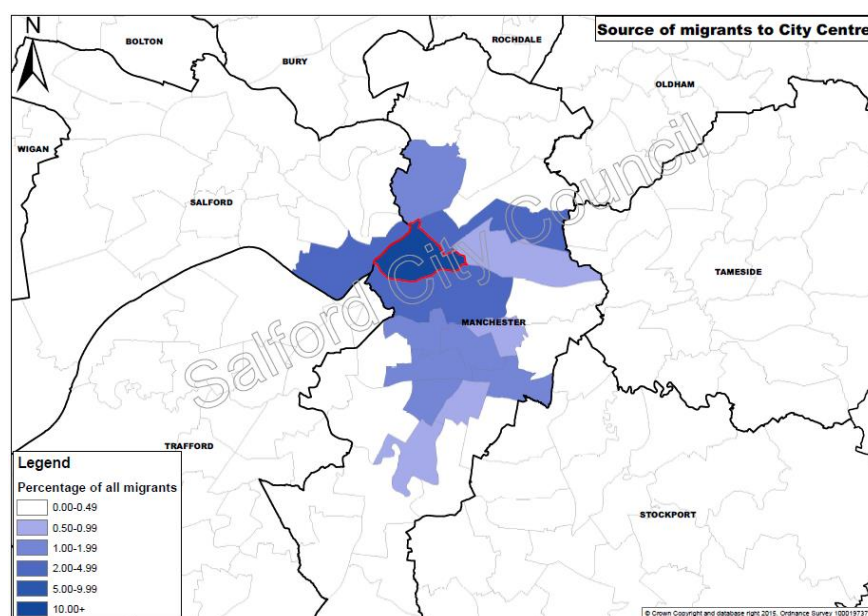 N
Source of migrants to City Centre
BOLTON
BURY
ROCHDALE
OLDHAM
WIGAN
SALFORD
TAMESIDE
MANCHESTER
TRAFFORD
STOCKPORT
Salford City Council
Legend
Percentage of all migrants
0.00-0.49
0.50-0.99
1.00-1.99
2.00-4.99
5.00-9.99
10.00+
© Crown Copyright and database right 2015. Ordnance Survey 100019737